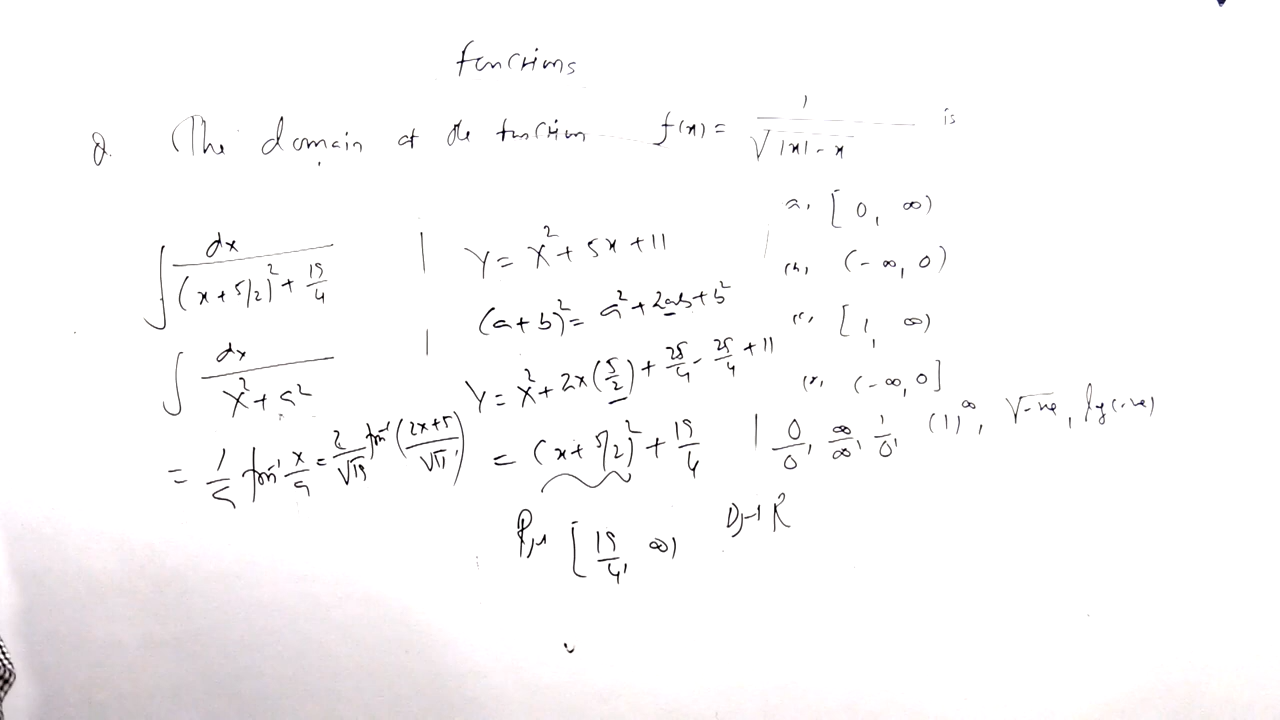 functions
Q. The domain of the function f(x) = 1/√(|x| - x) is
a, [0, ∞)
(b, (-∞, 0)
(c, [1, ∞)
(-∞, 0]
∫ dx/((x + 5/2)² + 19/4)
∫ dx/(x² + a²)
= 1/a tan⁻¹ x/a = 2/√19 tan⁻¹ (2x+5/
| Y = x² + 5x + 11
| (a + b)² = a² + 2ab + b²
Y = x² + 2x(5/2) + 25/4 - 25/4 + 11
= (x + 5/2)² + 19/4
[19/4, ∞)
R
| 0/0, ∞/∞, 1/0, (1)^∞, √-ve, log(-ve)